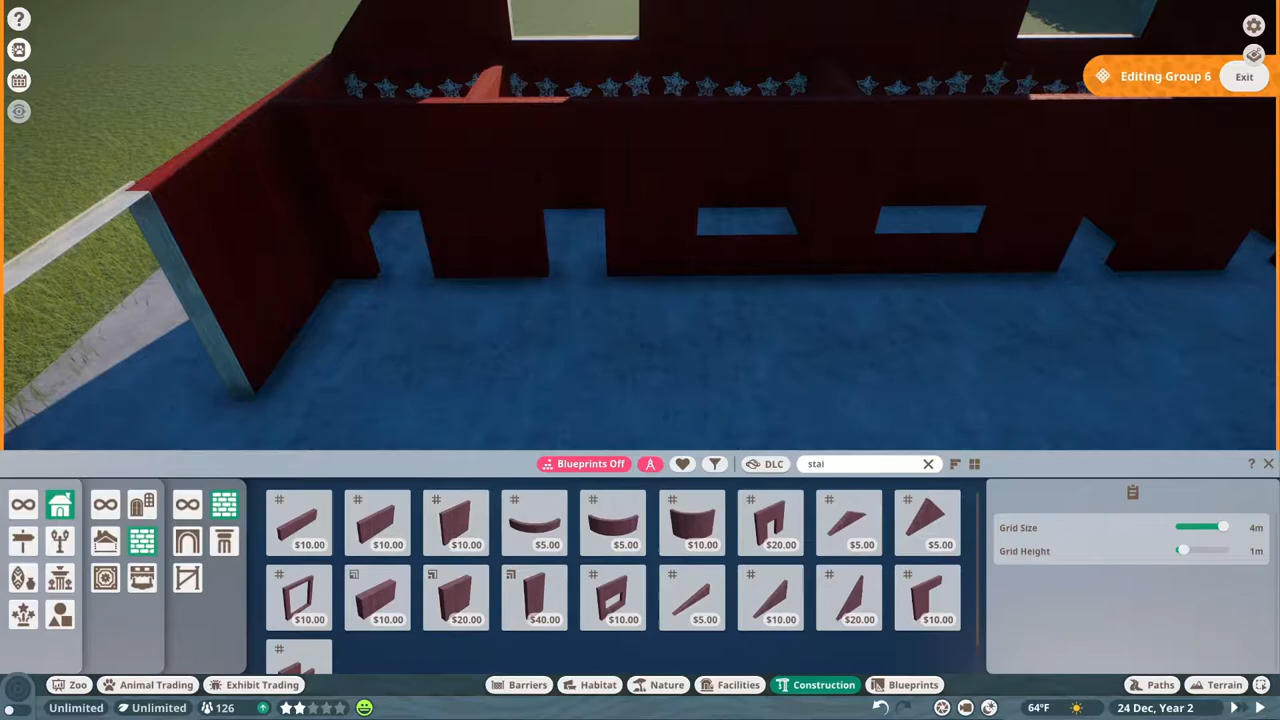 Editing Group 6
Exit
Blueprints Off
DLC
stai
$10.00 $10.00 $10.00 $5.00 $5.00 $10.00 $20.00 $5.00 $5.00
$10.00 $10.00 $20.00 $40.00 $10.00 $5.00 $10.00 $20.00 $10.00
Grid Size 4m
Grid Height 1m
Zoo Animal Trading Exhibit Trading Barriers Habitat Nature Facilities Construction Blueprints Paths Terrain
Unlimited Unlimited 126 64°F 24 Dec, Year 2